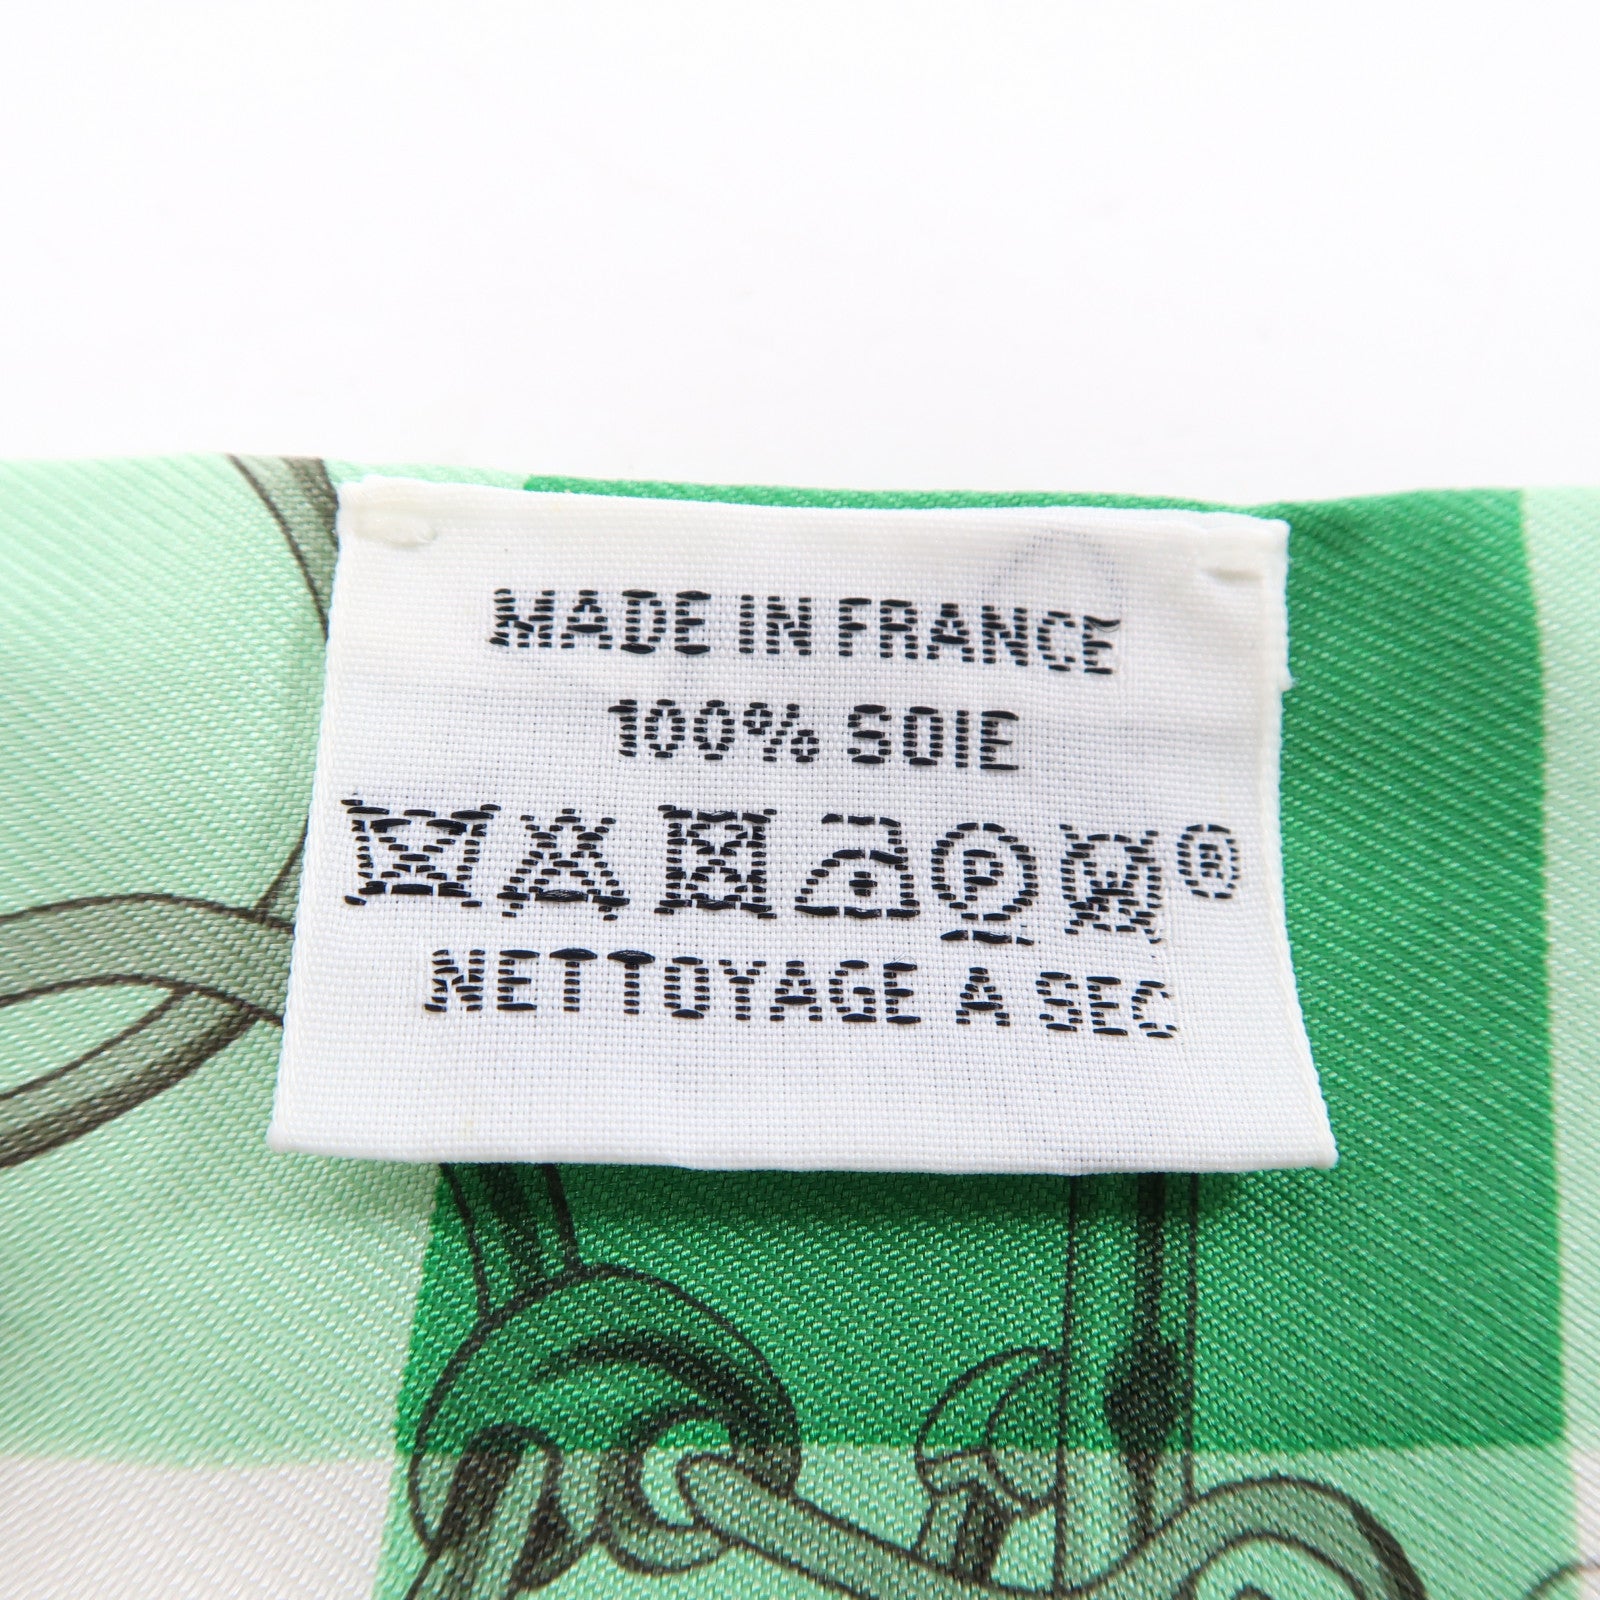 MADE IN FRANCE
100% SOIE
P ®
NETTOYAGE A SEC